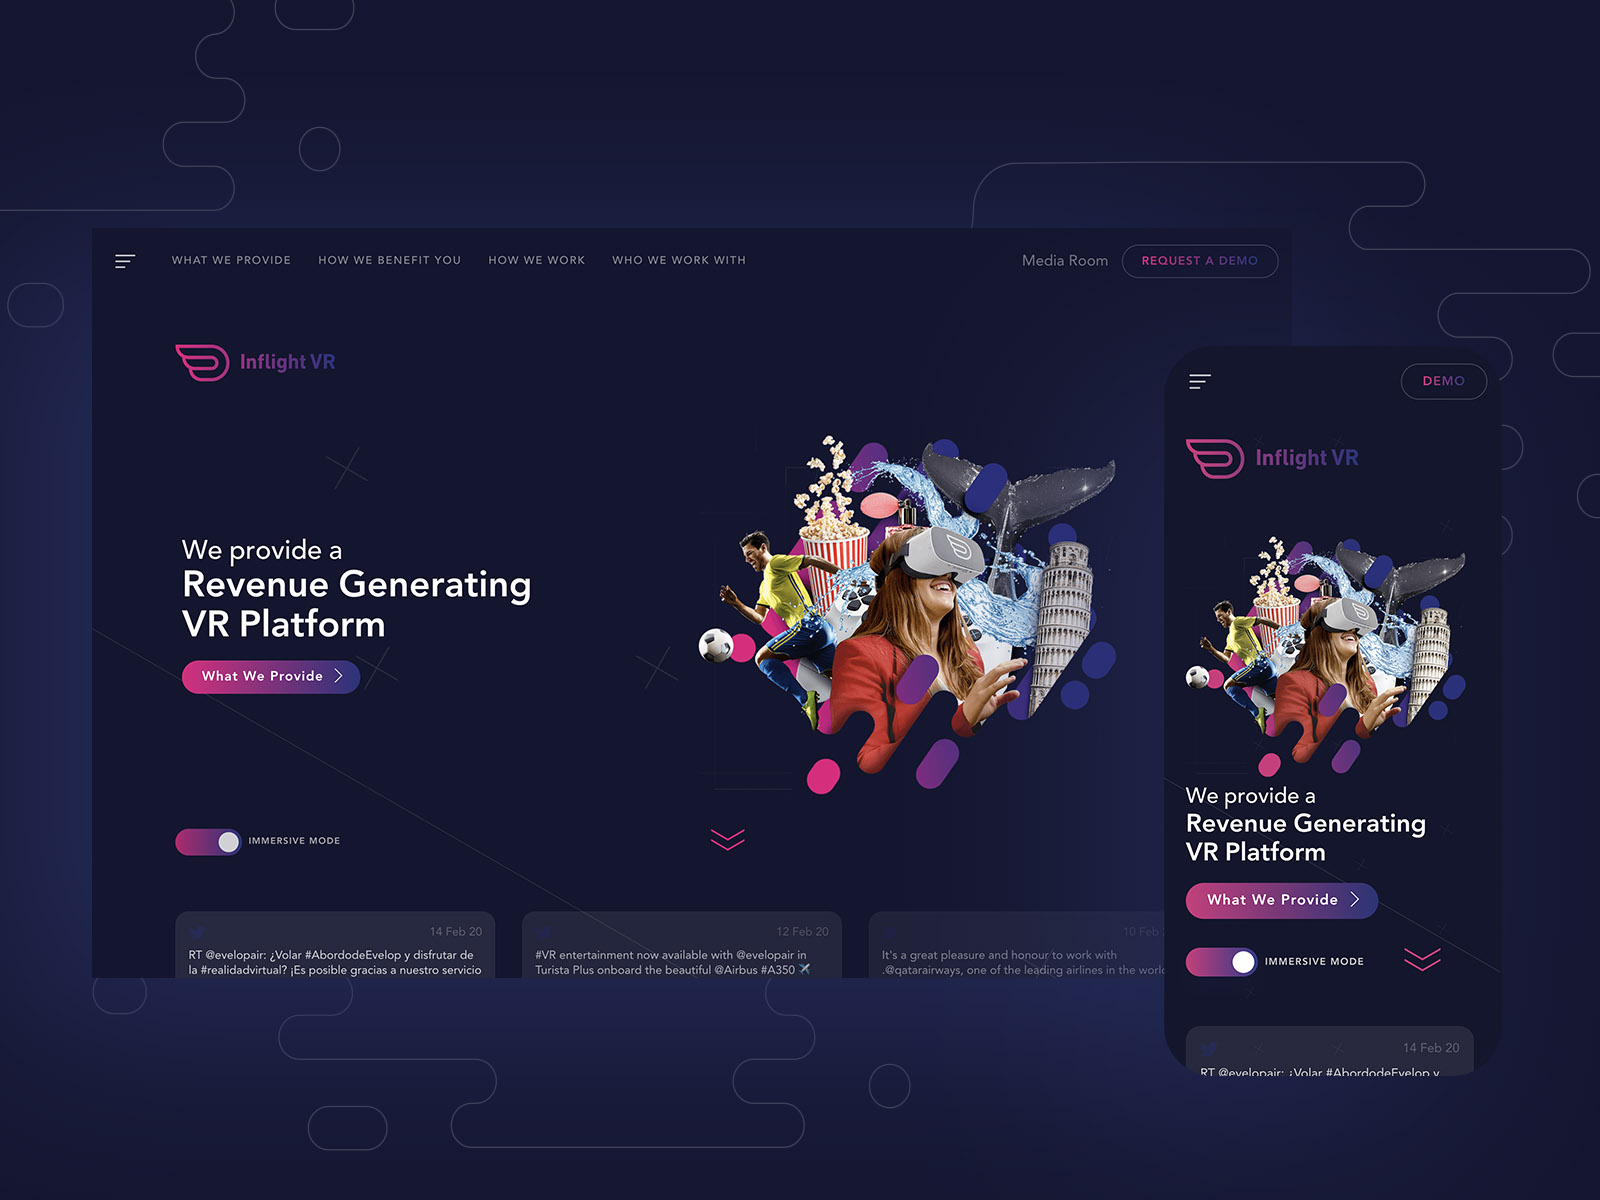 WHAT WE PROVIDE
HOW WE BENEFIT YOU
HOW WE WORK
WHO WE WORK WITH
Media Room
REQUEST A DEMO
Inflight VR
We provide a
Revenue Generating
VR Platform
What We Provide
IMMERSIVE MODE
14 Feb 20
RT @evelopair: ¿Volar #AbordodeEvelop y disfrutar de
la #realidadvirtual? ¡Es posible gracias a nuestro servicio
12 Feb 20
#VR entertainment now available with @evelopair in
Turista Plus onboard the beautiful @Airbus #A350 ✈️
10 Feb
It's a great pleasure and honour to work with
.@qatarairways, one of the leading airlines in the
DEMO
Inflight VR
We provide a
Revenue Generating
VR Platform
What We Provide
IMMERSIVE MODE
14 Feb 20
RT @evelopair: ¿Volar #AbordodeEvelop y